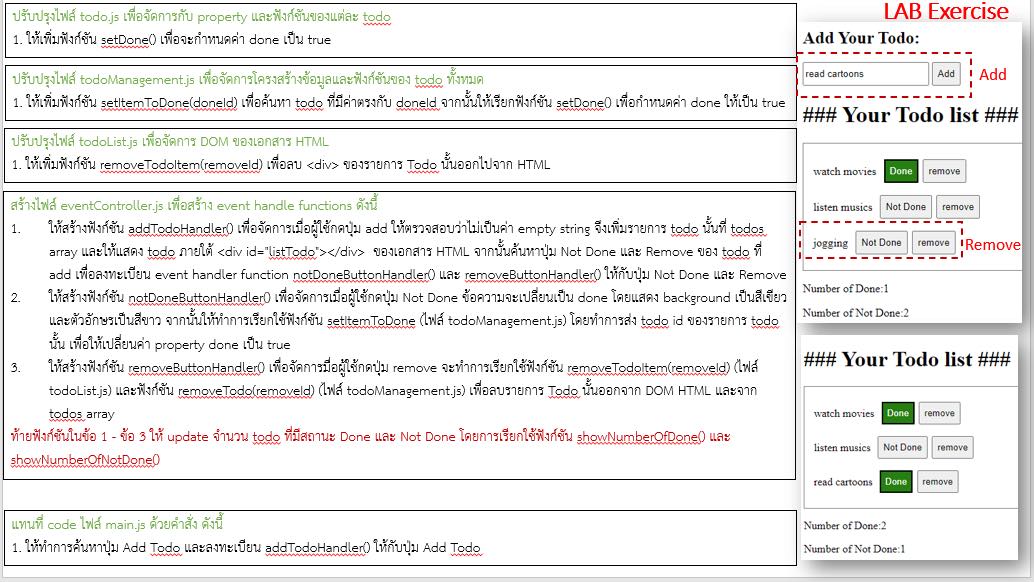 ปรับปรุงไฟล์ todo.js เพื่อจัดการกับ property และฟังก์ชันของแต่ละ todo
1. ให้เพิ่มฟังก์ชัน setDone() เพื่อจะกำหนดค่า done เป็น true
ปรับปรุงไฟล์ todoManagement.js เพื่อจัดการโครงสร้างข้อมูลและฟังก์ชันของ todo ทั้งหมด
1. ให้เพิ่มฟังก์ชัน setItemToDone(doneId) เพื่อค้นหา todo ที่มีค่าตรงกับ doneId จากนั้นให้เรียกฟังก์ชัน setDone() เพื่อกำหนดค่า done ให้เป็น true
ปรับปรุงไฟล์ todoList.js เพื่อจัดการ DOM ของเอกสาร HTML
1. ให้เพิ่มฟังก์ชัน removeTodoItem(removeId) เพื่อลบ <div> ของรายการ Todo นั้นออกไปจาก HTML
สร้างไฟล์ eventController.js เพื่อสร้าง event handle functions ดังนี้
1. ให้สร้างฟังก์ชัน addTodoHandler() เพื่อจัดการเมื่อผู้ใช้กดปุ่ม add ให้ตรวจสอบว่าไม่เป็นค่า empty string จึงเพิ่มรายการ todo นั้นที่ todos
array และให้แสดง todo ภายใต้ <div id="listTodo"></div> ของเอกสาร HTML จากนั้นค้นหาปุ่ม Not Done และ Remove ของ todo ที่
add เพื่อลงทะเบียน event handler function notDoneButtonHandler() และ removeButtonHandler() ให้กับปุ่ม Not Done และ Remove
2. ให้สร้างฟังก์ชัน notDoneButtonHandler() เพื่อจัดการเมื่อผู้ใช้กดปุ่ม Not Done ข้อความจะเปลี่ยนเป็น done โดยแสดง background เป็นสีเขียว
และตัวอักษรเป็นสีขาว จากนั้นให้ทำการเรียกใช้ฟังก์ชัน setItemToDone (ไฟล์ todoManagement.js) โดยทำการส่ง todo id ของรายการ todo
นั้น เพื่อให้เปลี่ยนค่า property done เป็น true
3. ให้สร้างฟังก์ชัน removeButtonHandler() เพื่อจัดการมื่อผู้ใช้กดปุ่ม remove จะทำการเรียกใช้ฟังก์ชัน removeTodoItem(removeId) (ไฟล์
todoList.js) และฟังก์ชัน removeTodo(removeId) (ไฟล์ todoManagement.js) เพื่อลบรายการ Todo นั้นออกจาก DOM HTML และจาก
todos array
ท้ายฟังก์ชันในข้อ 1 - ข้อ 3 ให้ update จำนวน todo ที่มีสถานะ Done และ Not Done โดยการเรียกใช้ฟังก์ชัน showNumberOfDone() และ
showNumberOfNotDone()
แทนที่ code ไฟล์ main.js ด้วยคำสั่ง ดังนี้
1. ให้ทำการค้นหาปุ่ม Add Todo และลงทะเบียน addTodoHandler() ให้กับปุ่ม Add Todo
LAB Exercise
Add Your Todo:
read cartoons Add Add
### Your Todo list ###
watch movies Done remove
listen musics Not Done remove
jogging Not Done remove Remove
Number of Done:1
Number of Not Done:2
### Your Todo list ###
watch movies Done remove
listen musics Not Done remove
read cartoons Done remove
Number of Done:2
Number of Not Done:1